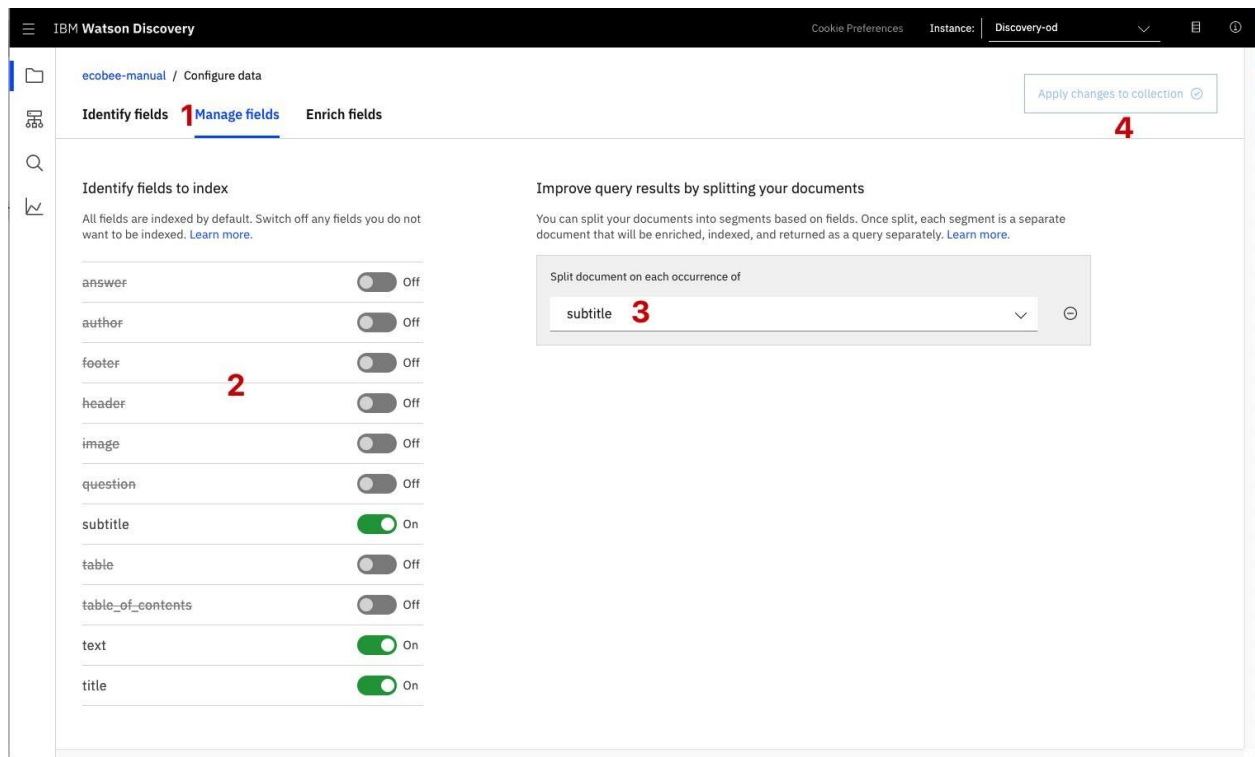 IBM Watson Discovery
Cookie Preferences Instance: Discovery-od
ecobee-manual / Configure data
Apply changes to collection
4
Identify fields 1 Manage fields Enrich fields
Identify fields to index
All fields are indexed by default. Switch off any fields you do not
want to be indexed. Learn more.
answer Off
author Off
footer Off
2
header Off
image Off
question Off
subtitle On
table Off
table_of_contents Off
text On
title On
Improve query results by splitting your documents
You can split your documents into segments based on fields. Once split, each segment is a separate
document that will be enriched, indexed, and returned as a query separately. Learn more.
Split document on each occurrence of
subtitle 3